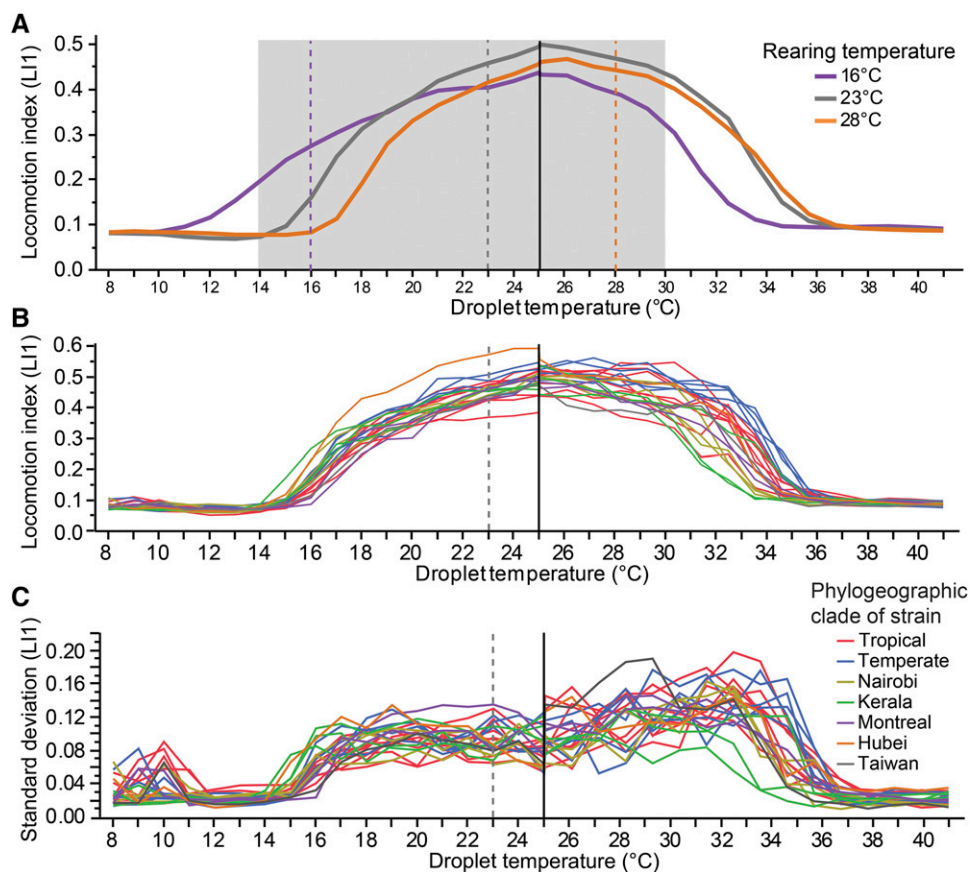 A
Locomotion index (LI1)
0.5
0.4
0.3
0.2
0.1
0.0
Rearing temperature
16°C
23°C
28°C
8 10 12 14 16 18 20 22 24 26 28 30 32 34 36 38 40
Droplet temperature (°C)
B
Locomotion index (LI1)
0.6
0.5
0.4
0.3
0.2
0.1
0.0
8 10 12 14 16 18 20 22 24 26 28 30 32 34 36 38 40
Droplet temperature (°C)
C
Standard deviation (LI1)
0.20
0.16
0.12
0.08
0.04
0.00
Phylogeographic
clade of strain
Tropical
Temperate
Nairobi
Kerala
Montreal
Hubei
Taiwan
8 10 12 14 16 18 20 22 24 26 28 30 32 34 36 38 40
Droplet temperature (°C)